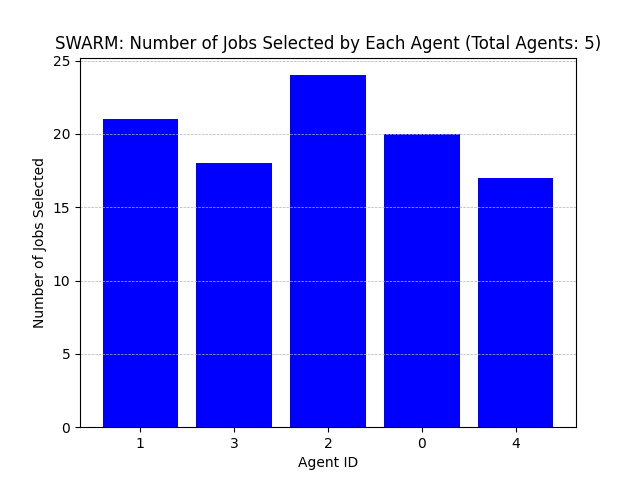 SWARM: Number of Jobs Selected by Each Agent (Total Agents: 5)
25
20
15
10
5
0
Number of Jobs Selected
1 3 2 0 4
Agent ID